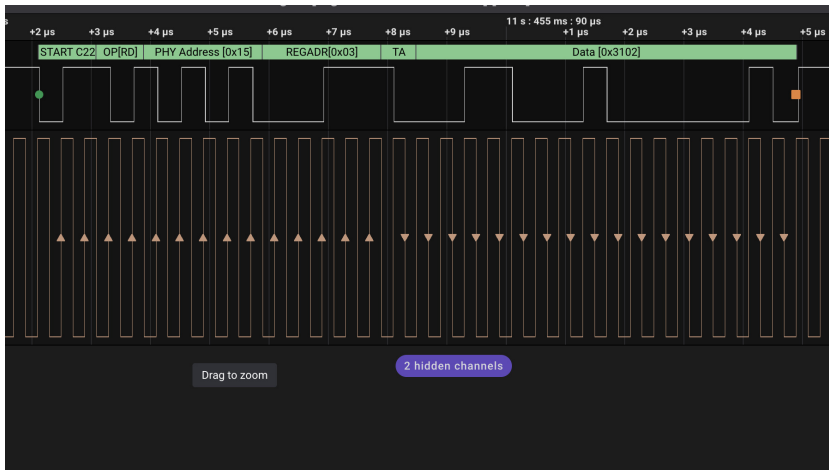 11 s : 455 ms : 90 µs
+2 µs +3 µs +4 µs +5 µs +6 µs +7 µs +8 µs +9 µs +1 µs +2 µs +3 µs +4 µs +5 µs
START C22 OP[RD] PHY Address [0x15] REGADR[0x03] TA Data [0x3102]
2 hidden channels
Drag to zoom